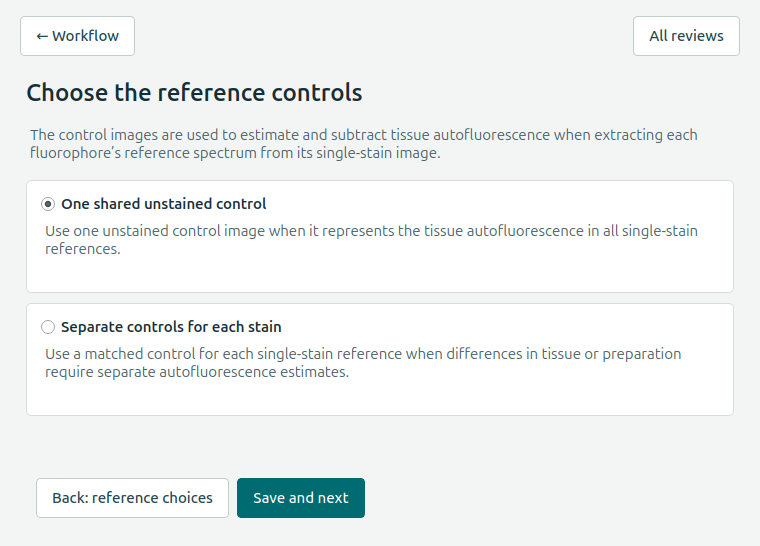 ← Workflow
All reviews
Choose the reference controls
The control images are used to estimate and subtract tissue autofluorescence when extracting each
fluorophore’s reference spectrum from its single-stain image.
One shared unstained control
Use one unstained control image when it represents the tissue autofluorescence in all single-stain
references.
Separate controls for each stain
Use a matched control for each single-stain reference when differences in tissue or preparation
require separate autofluorescence estimates.
Back: reference choices
Save and next